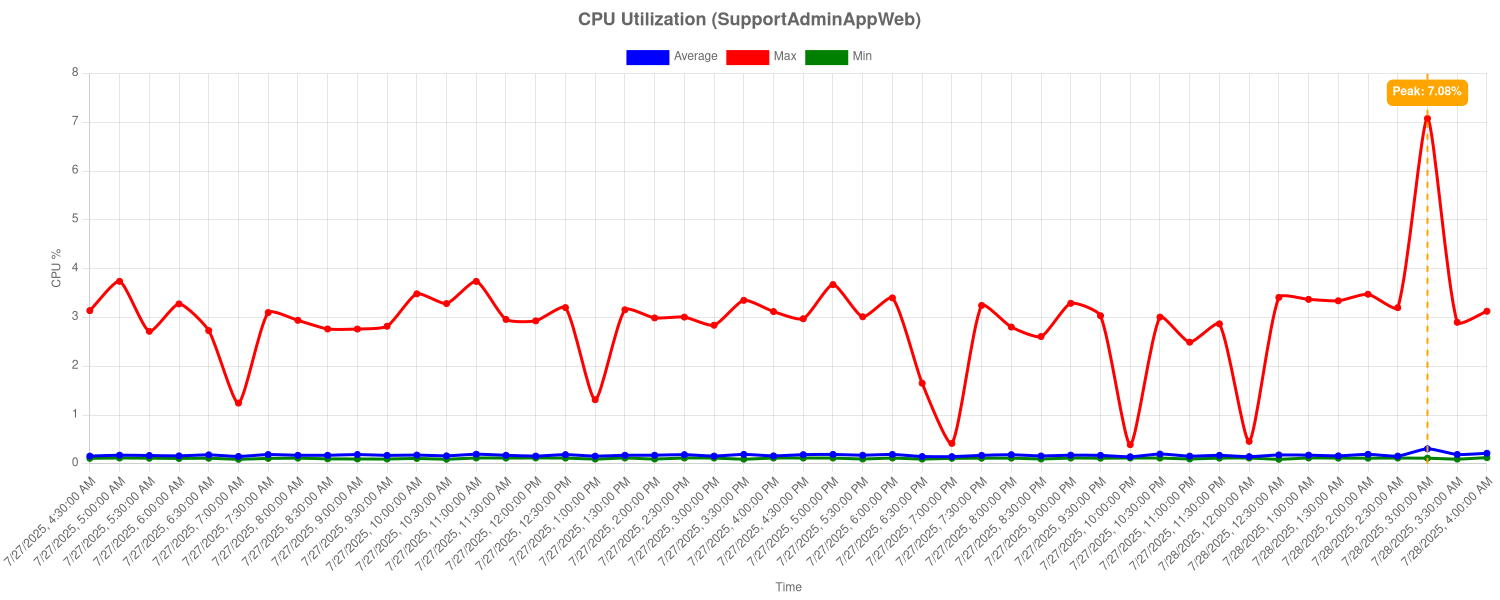 CPU Utilization (SupportAdminAppWeb)
Average Max Min
8
Peak: 7.08%
7
6
5
4
3
2
1
0
CPU %
7/27/2025, 4:30:00 AM
7/27/2025, 5:00:00 AM
7/27/2025, 5:30:00 AM
7/27/2025, 6:00:00 AM
7/27/2025, 6:30:00 AM
7/27/2025, 7:00:00 AM
7/27/2025, 7:30:00 AM
7/27/2025, 8:00:00 AM
7/27/2025, 8:30:00 AM
7/27/2025, 9:00:00 AM
7/27/2025, 9:30:00 AM
7/27/2025, 10:00:00 AM
7/27/2025, 10:30:00 AM
7/27/2025, 11:00:00 AM
7/27/2025, 11:30:00 AM
7/27/2025, 12:00:00 PM
7/27/2025, 12:30:00 PM
7/27/2025, 1:00:00 PM
7/27/2025, 1:30:00 PM
7/27/2025, 2:00:00 PM
7/27/2025, 2:30:00 PM
7/27/2025, 3:00:00 PM
7/27/2025, 3:30:00 PM
7/27/2025, 4:00:00 PM
7/27/2025, 4:30:00 PM
7/27/2025, 5:00:00 PM
7/27/2025, 5:30:00 PM
7/27/2025, 6:00:00 PM
7/27/2025, 6:30:00 PM
7/27/2025, 7:00:00 PM
7/27/2025, 7:30:00 PM
7/27/2025, 8:00:00 PM
7/27/2025, 8:30:00 PM
7/27/2025, 9:00:00 PM
7/27/2025, 9:30:00 PM
7/27/2025, 10:00:00 PM
7/27/2025, 10:30:00 PM
7/27/2025, 11:00:00 PM
7/27/2025, 11:30:00 PM
7/28/2025, 12:00:00 AM
7/28/2025, 12:30:00 AM
7/28/2025, 1:00:00 AM
7/28/2025, 1:30:00 AM
7/28/2025, 2:00:00 AM
7/28/2025, 2:30:00 AM
7/28/2025, 3:00:00 AM
7/28/2025, 3:30:00 AM
7/28/2025, 4:00:00 AM
Time